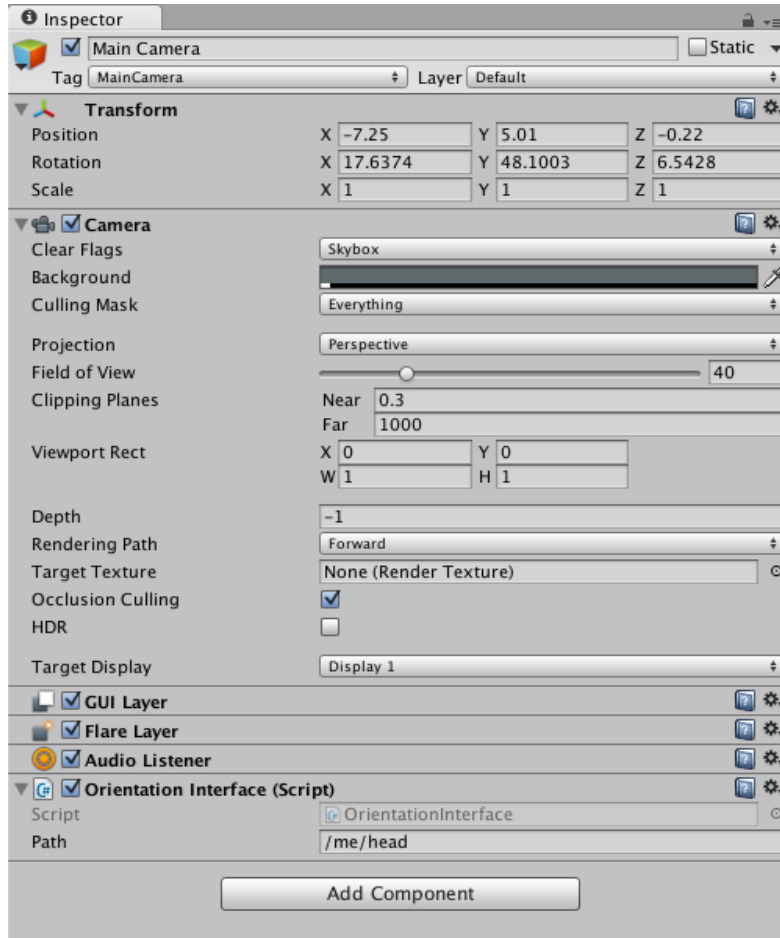 Inspector
Main Camera Static
Tag MainCamera Layer Default
Transform
Position X -7.25 Y 5.01 Z -0.22
Rotation X 17.6374 Y 48.1003 Z 6.5428
Scale X 1 Y 1 Z 1
Camera
Clear Flags Skybox
Background
Culling Mask Everything
Projection Perspective
Field of View 40
Clipping Planes Near 0.3
Far 1000
Viewport Rect X 0 Y 0
W 1 H 1
Depth -1
Rendering Path Forward
Target Texture None (Render Texture)
Occlusion Culling
HDR
Target Display Display 1
GUI Layer
Flare Layer
Audio Listener
Orientation Interface (Script)
Script OrientationInterface
Path /me/head
Add Component